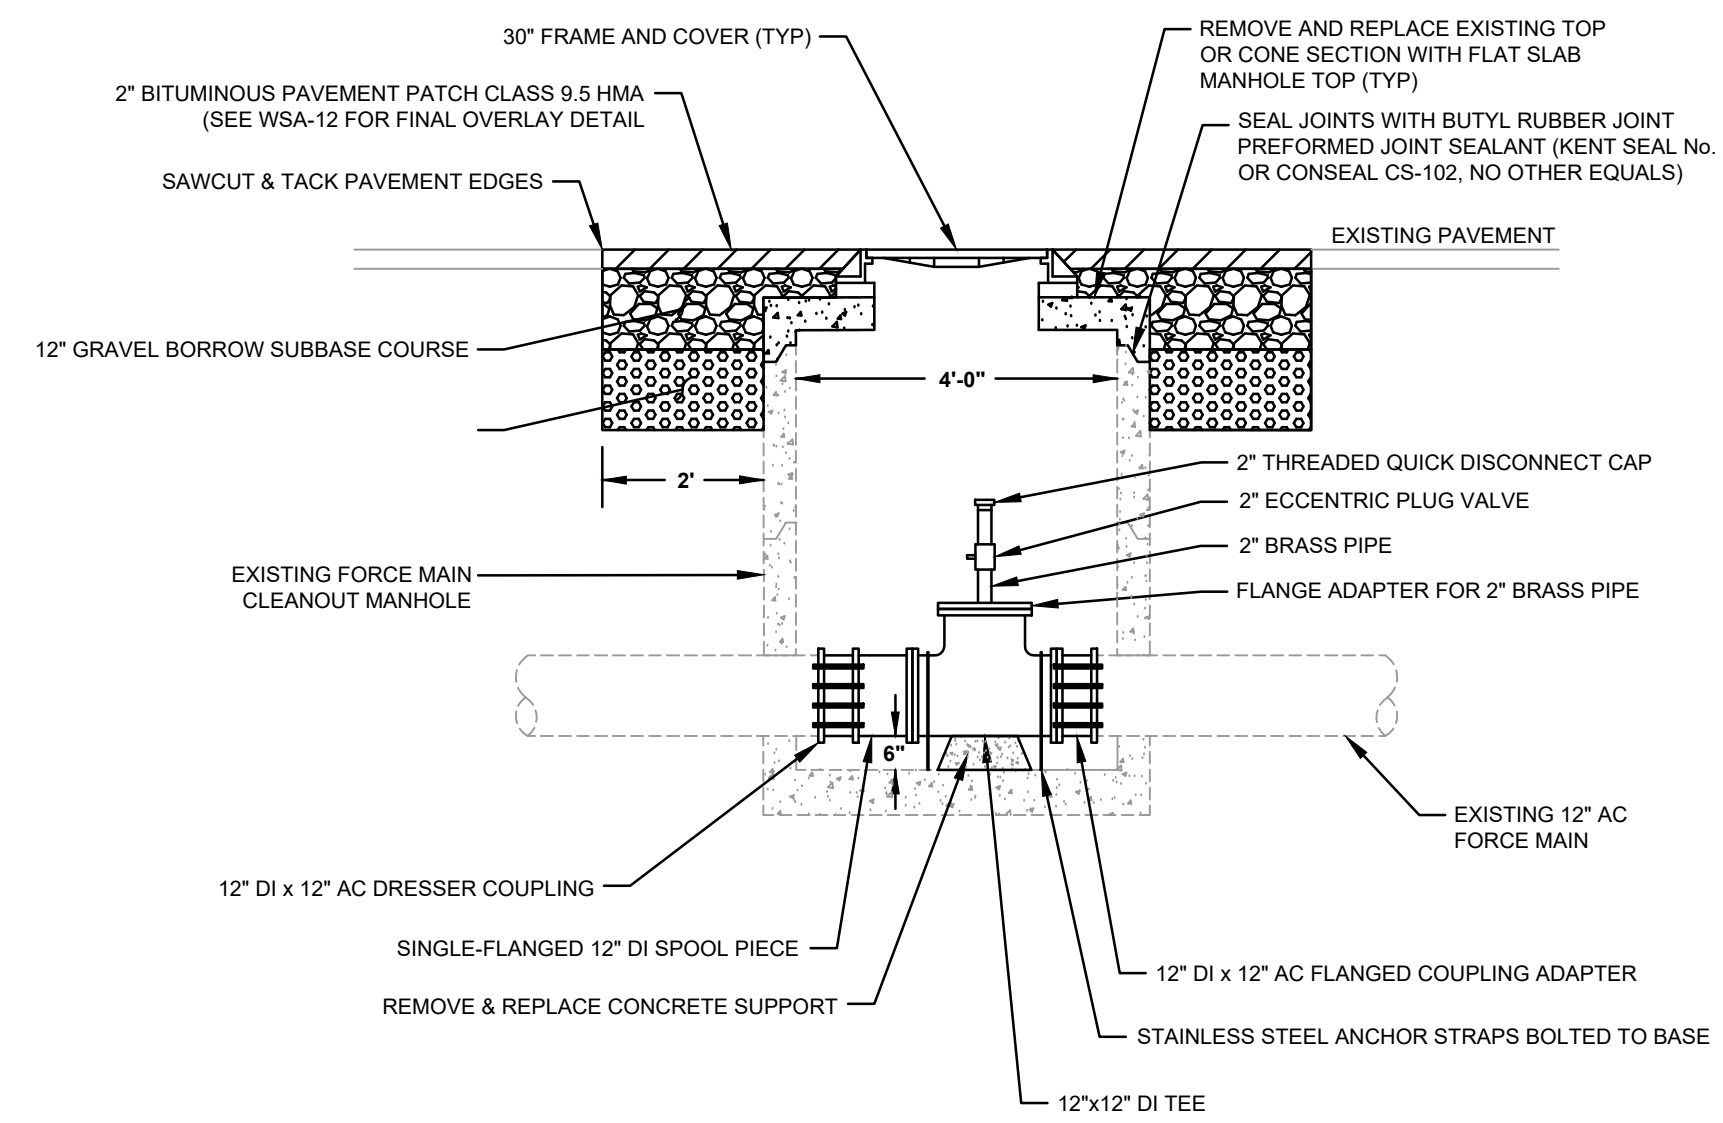 30" FRAME AND COVER (TYP)
REMOVE AND REPLACE EXISTING TOP
OR CONE SECTION WITH FLAT SLAB
MANHOLE TOP (TYP)
2" BITUMINOUS PAVEMENT PATCH CLASS 9.5 HMA
(SEE WSA-12 FOR FINAL OVERLAY DETAIL
SEAL JOINTS WITH BUTYL RUBBER JOINT
PREFORMED JOINT SEALANT (KENT SEAL No.
OR CONSEAL CS-102, NO OTHER EQUALS)
SAWCUT & TACK PAVEMENT EDGES
EXISTING PAVEMENT
12" GRAVEL BORROW SUBBASE COURSE
4'-0"
2'
2" THREADED QUICK DISCONNECT CAP
2" ECCENTRIC PLUG VALVE
2" BRASS PIPE
FLANGE ADAPTER FOR 2" BRASS PIPE
EXISTING FORCE MAIN
CLEANOUT MANHOLE
6"
EXISTING 12" AC
FORCE MAIN
12" DI x 12" AC DRESSER COUPLING
SINGLE-FLANGED 12" DI SPOOL PIECE
12" DI x 12" AC FLANGED COUPLING ADAPTER
REMOVE & REPLACE CONCRETE SUPPORT
STAINLESS STEEL ANCHOR STRAPS BOLTED TO BASE
12"x12" DI TEE